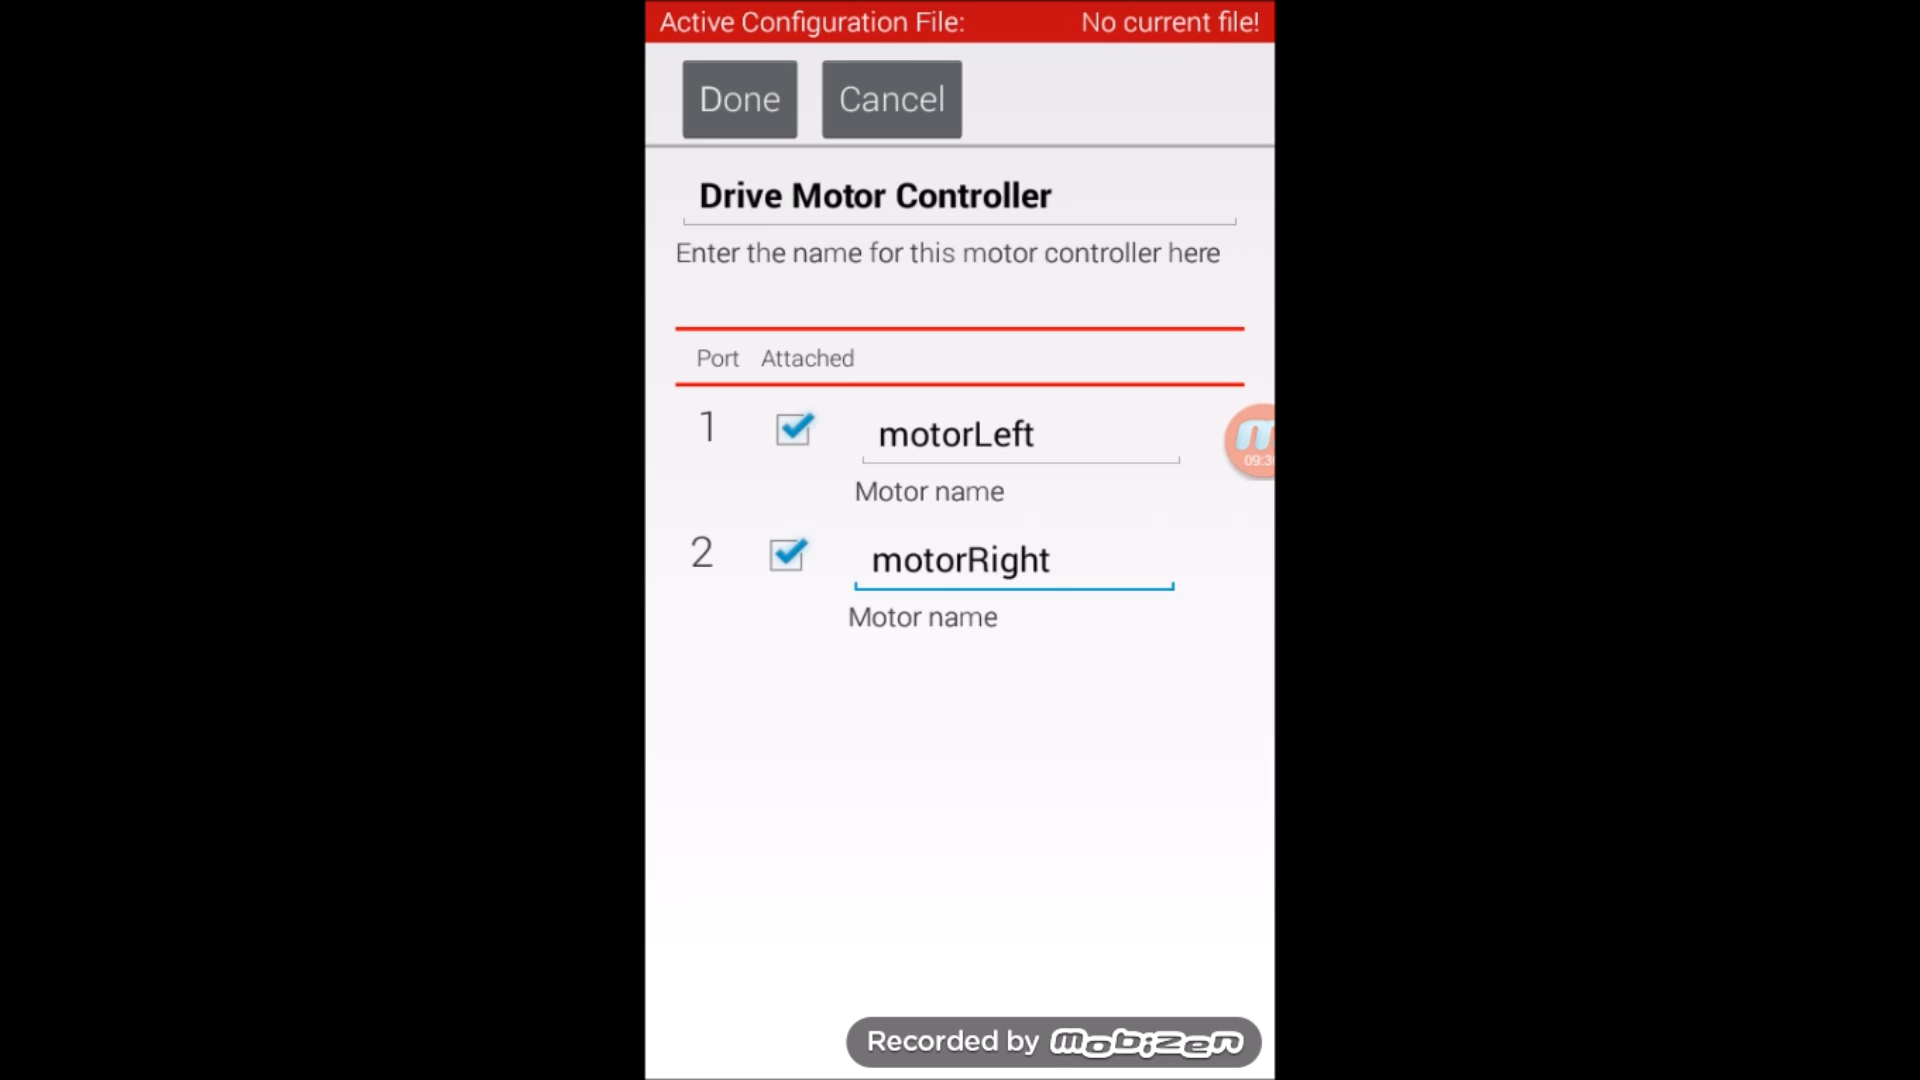 Active Configuration File: No current file!
Done Cancel
Drive Motor Controller
Enter the name for this motor controller here
Port Attached
1 motorLeft
Motor name
2 motorRight
Motor name
Recorded by mobizen